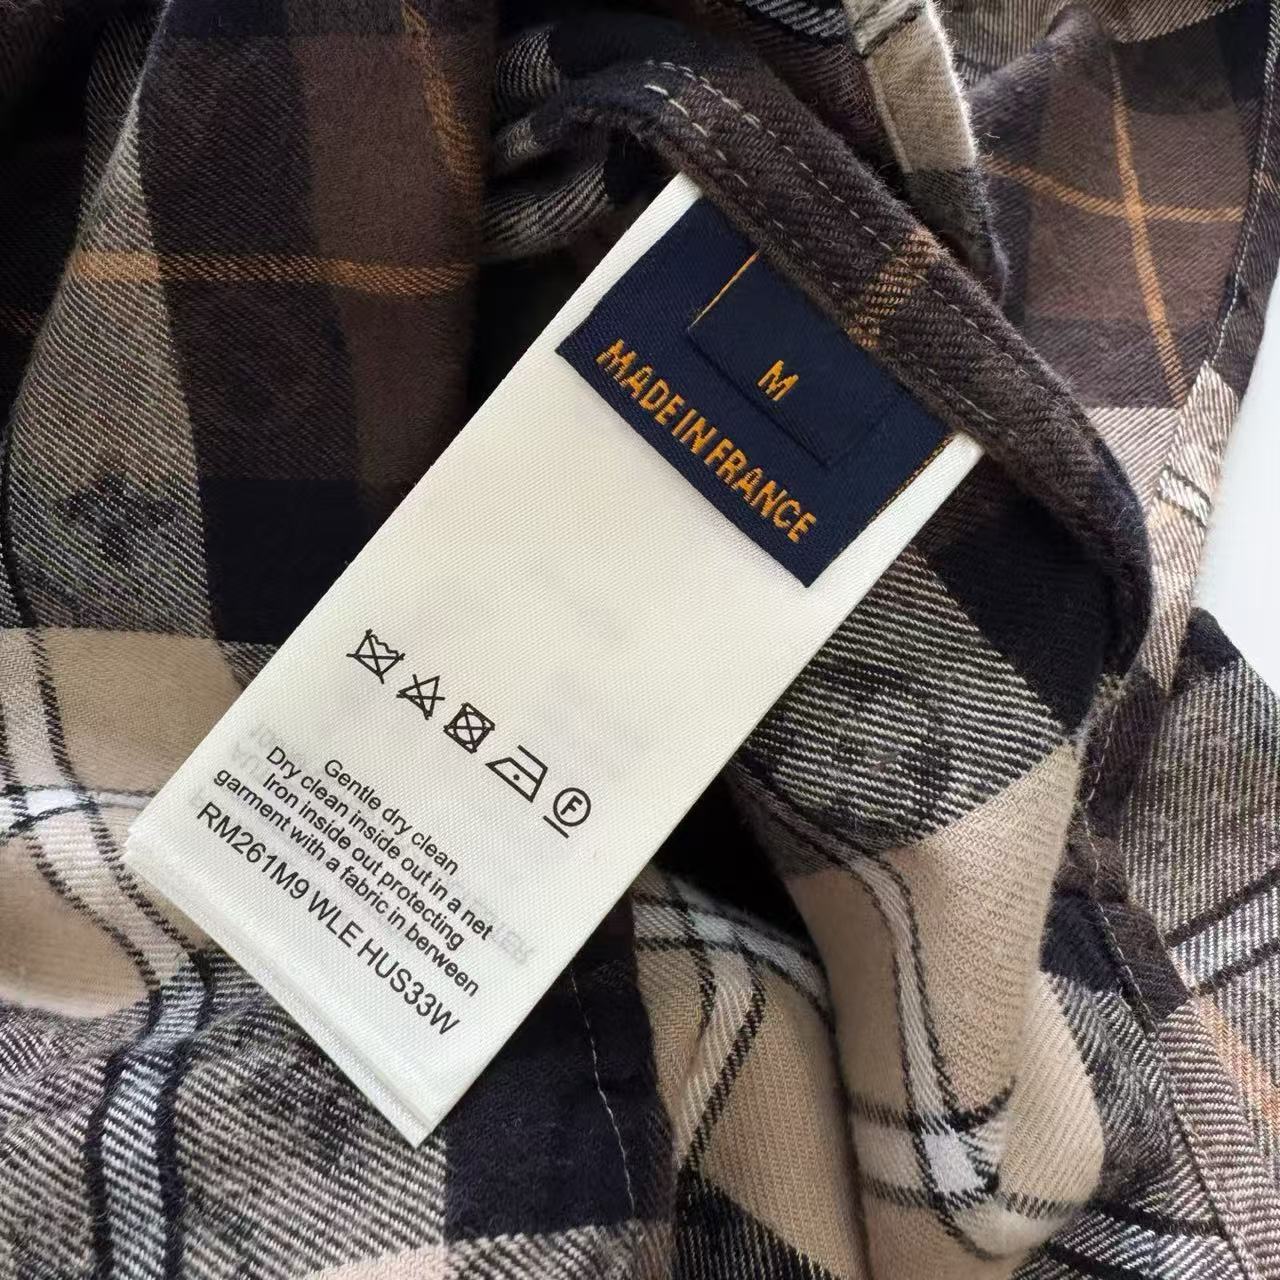 M
MADE IN FRANCE
F
Gentle dry clean
Dry clean inside out in a net
Iron inside out protecting
garment with a fabric in berween
RM261M9 WLE HUS33W